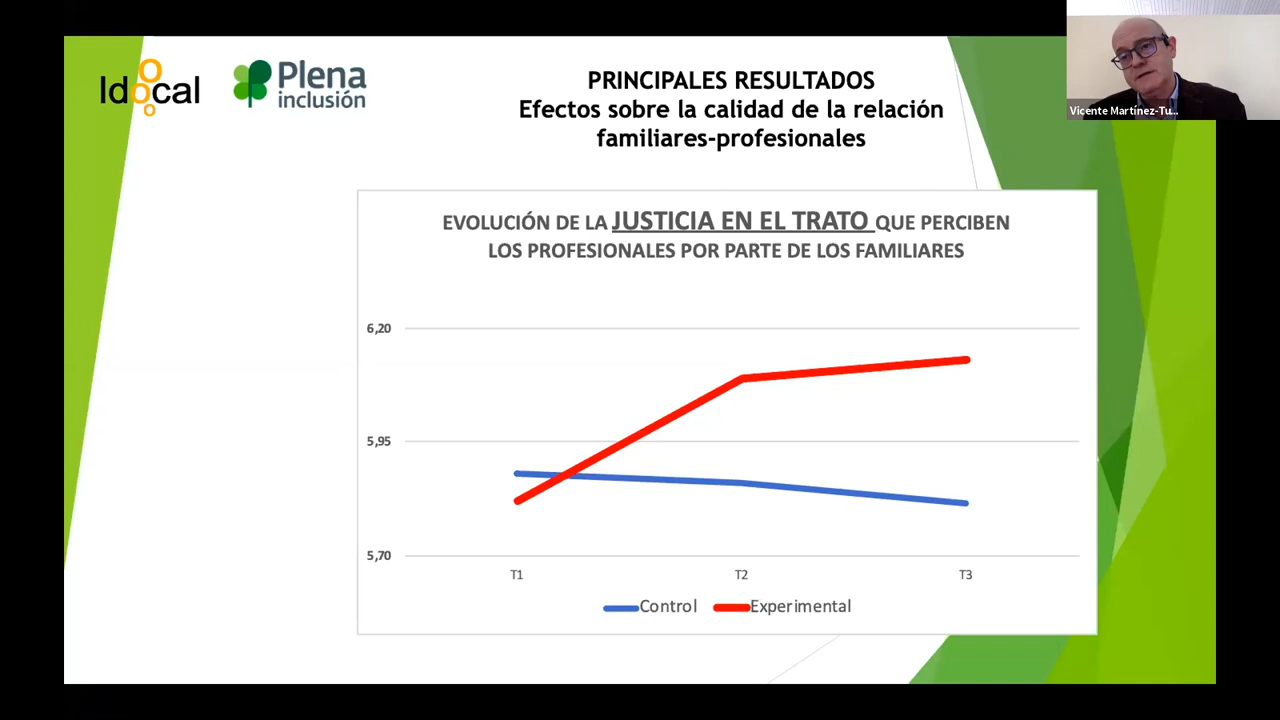 Idocal
Plena
inclusión
PRINCIPALES RESULTADOS
Efectos sobre la calidad de la relación
familiares-profesionales
Vicente Martínez-Tu...
EVOLUCIÓN DE LA JUSTICIA EN EL TRATO QUE PERCIBEN
LOS PROFESIONALES POR PARTE DE LOS FAMILIARES
6,20
5,95
5,70
T1 T2 T3
Control Experimental